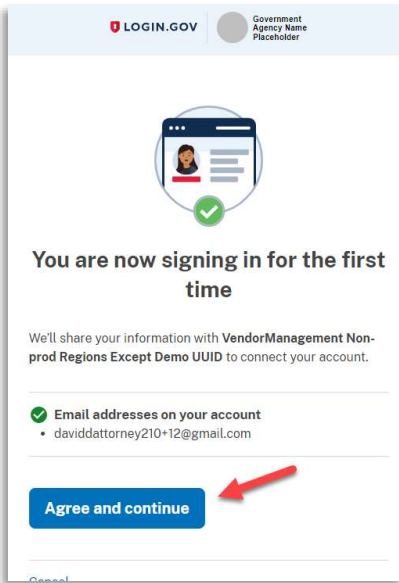 LOGIN.GOV
Government
Agency Name
Placeholder
You are now signing in for the first
time
We'll share your information with VendorManagement Non-
prod Regions Except Demo UUID to connect your account.
Email addresses on your account
• daviddattorney210+12@gmail.com
Agree and continue
Cancel